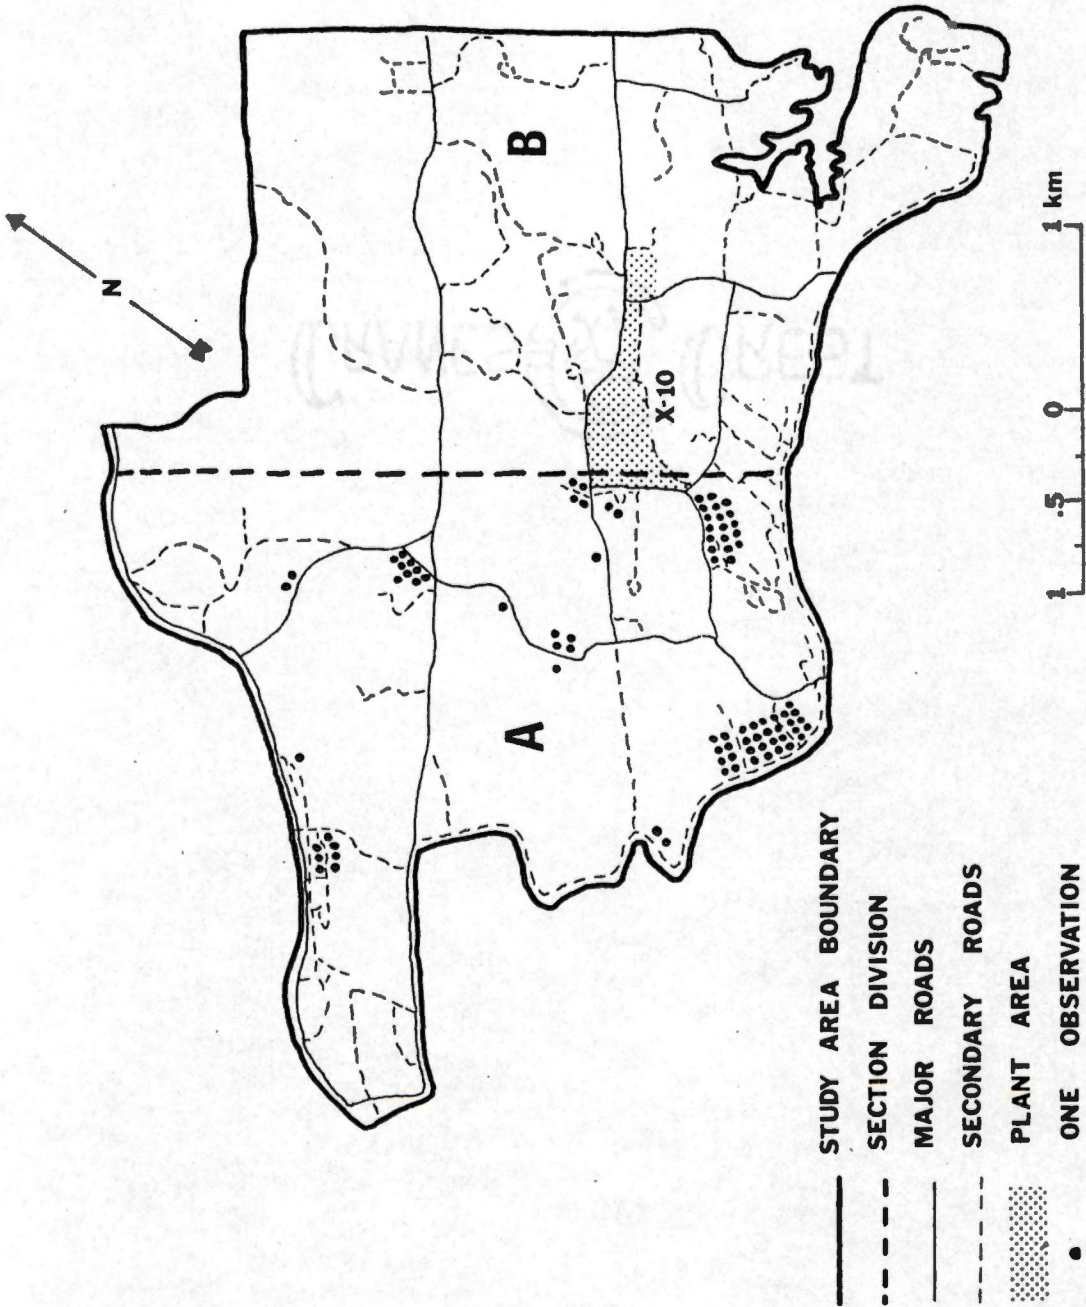 N
B
X-10
A
1 .5 0 1 km
STUDY AREA BOUNDARY
SECTION DIVISION
MAJOR ROADS
SECONDARY ROADS
PLANT AREA
ONE OBSERVATION